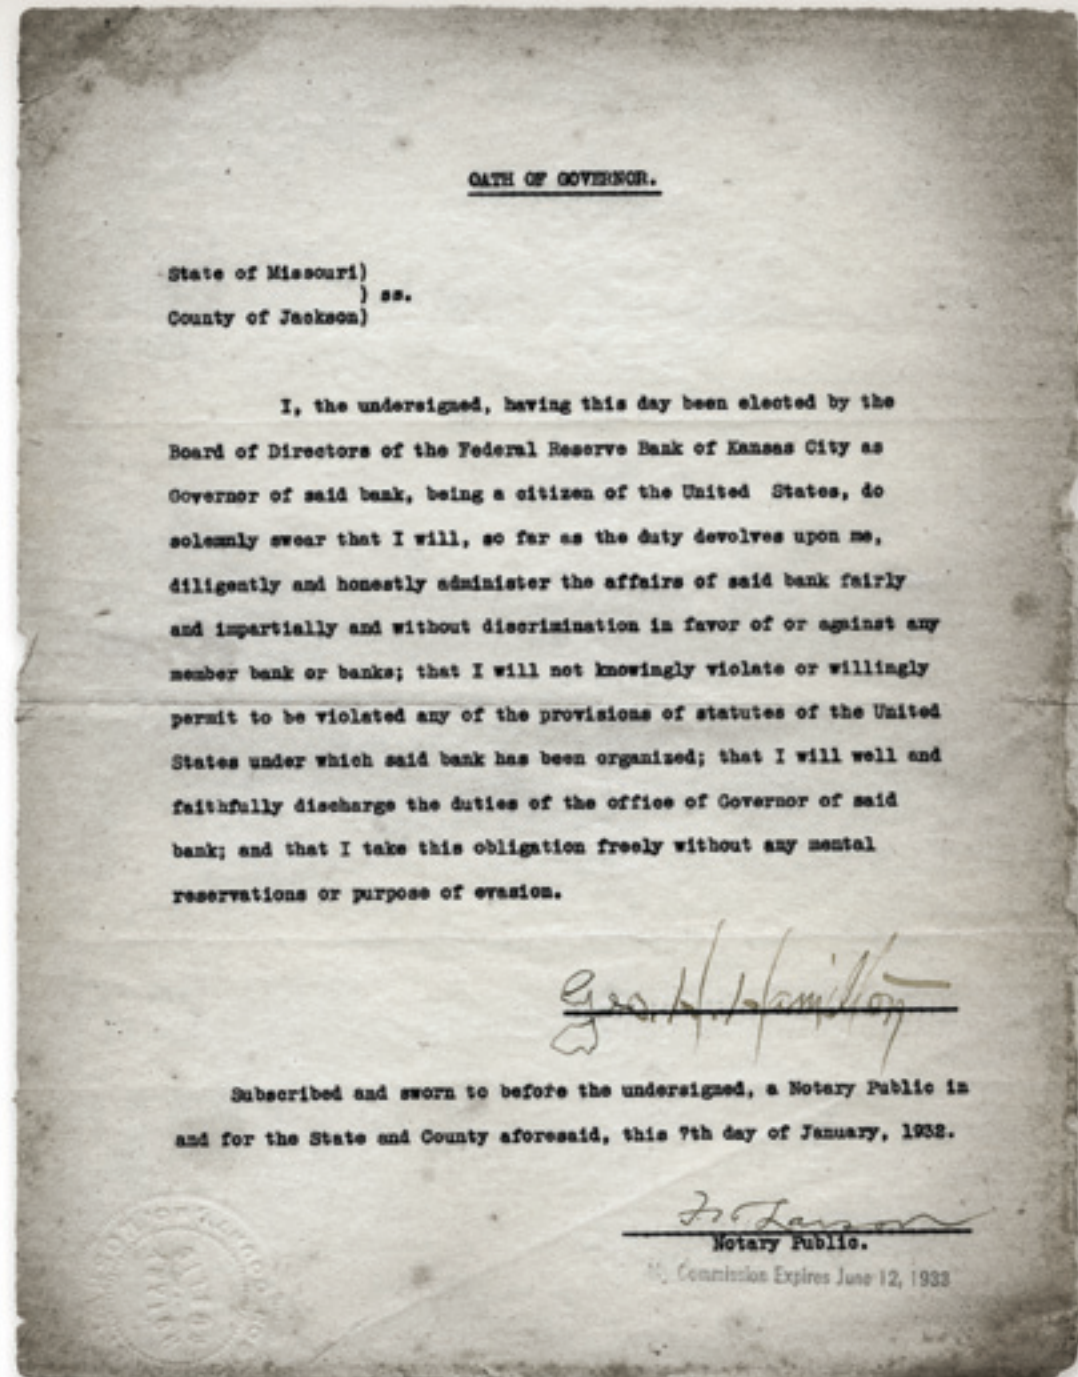 OATH OF GOVERNOR.
State of Missouri)
) ss.
County of Jackson)
I, the undersigned, having this day been elected by the
Board of Directors of the Federal Reserve Bank of Kansas City as
Governor of said bank, being a citizen of the United States, do
solemnly swear that I will, so far as the duty devolves upon me,
diligently and honestly administer the affairs of said bank fairly
and impartially and without discrimination in favor of or against any
member bank or banks; that I will not knowingly violate or willingly
permit to be violated any of the provisions of statutes of the United
States under which said bank has been organized; that I will well and
faithfully discharge the duties of the office of Governor of said
bank; and that I take this obligation freely without any mental
reservations or purpose of evasion.
Geo. H. Hamilton
Subscribed and sworn to before the undersigned, a Notary Public in
and for the State and County aforesaid, this 7th day of January, 1932.
Larson
Notary Public.
My Commission Expires June 12, 1933